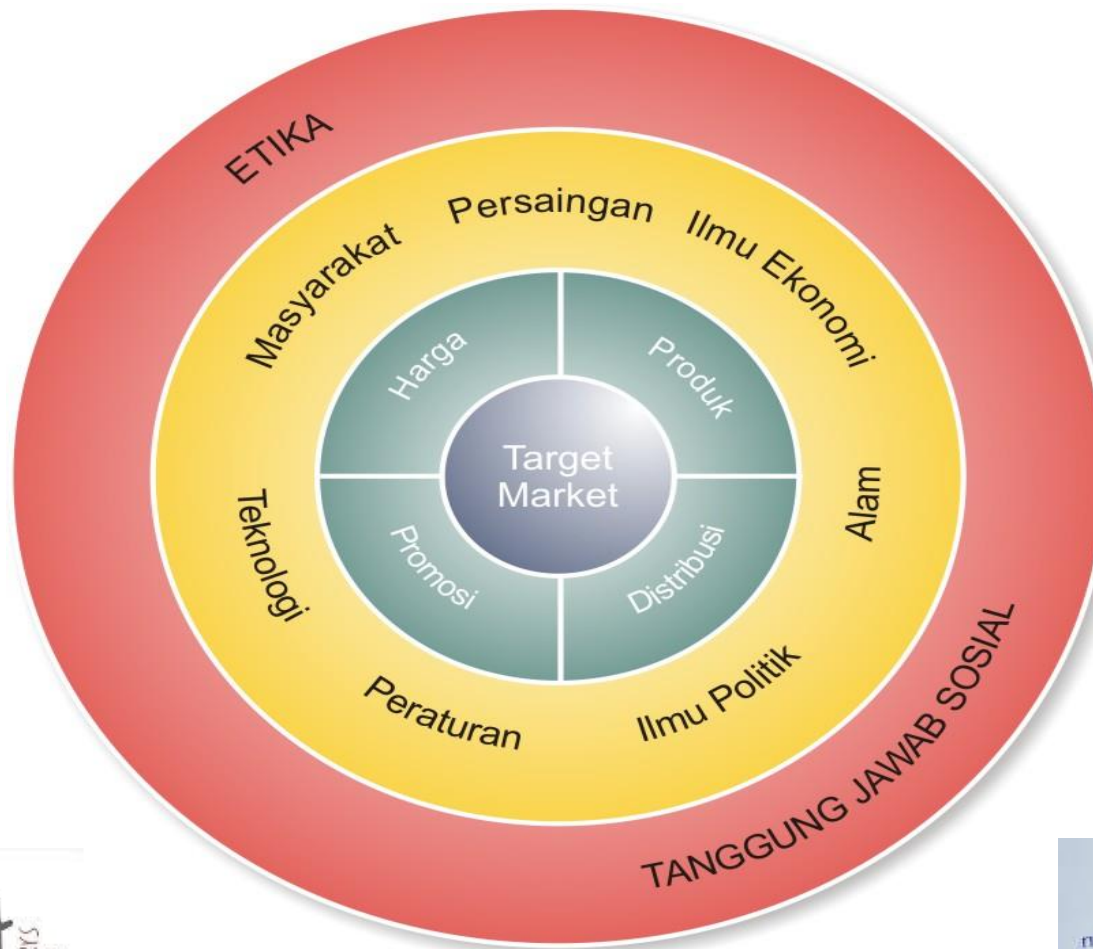 ETIKA
Persaingan
Ilmu Ekonomi
Masyarakat
Harga
Produk
Target
Market
Alam
Teknologi
Promosi
Distribusi
Peraturan
Ilmu Politik
TANGGUNG JAWAB SOSIAL